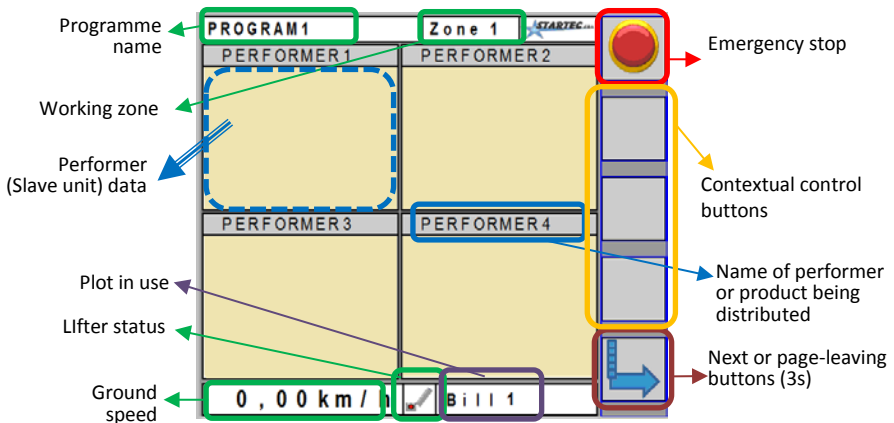 Programme
name
PROGRAM1
Zone 1
STARTEC
Emergency stop
PERFORMER1
PERFORMER2
Working zone
Performer
(Slave unit) data
Contextual control
buttons
PERFORMER3
PERFORMER4
Plot in use
Name of performer
or product being
distributed
LIfter status
Next or page-leaving
buttons (3s)
Ground
speed
0,00km/h
Bill 1